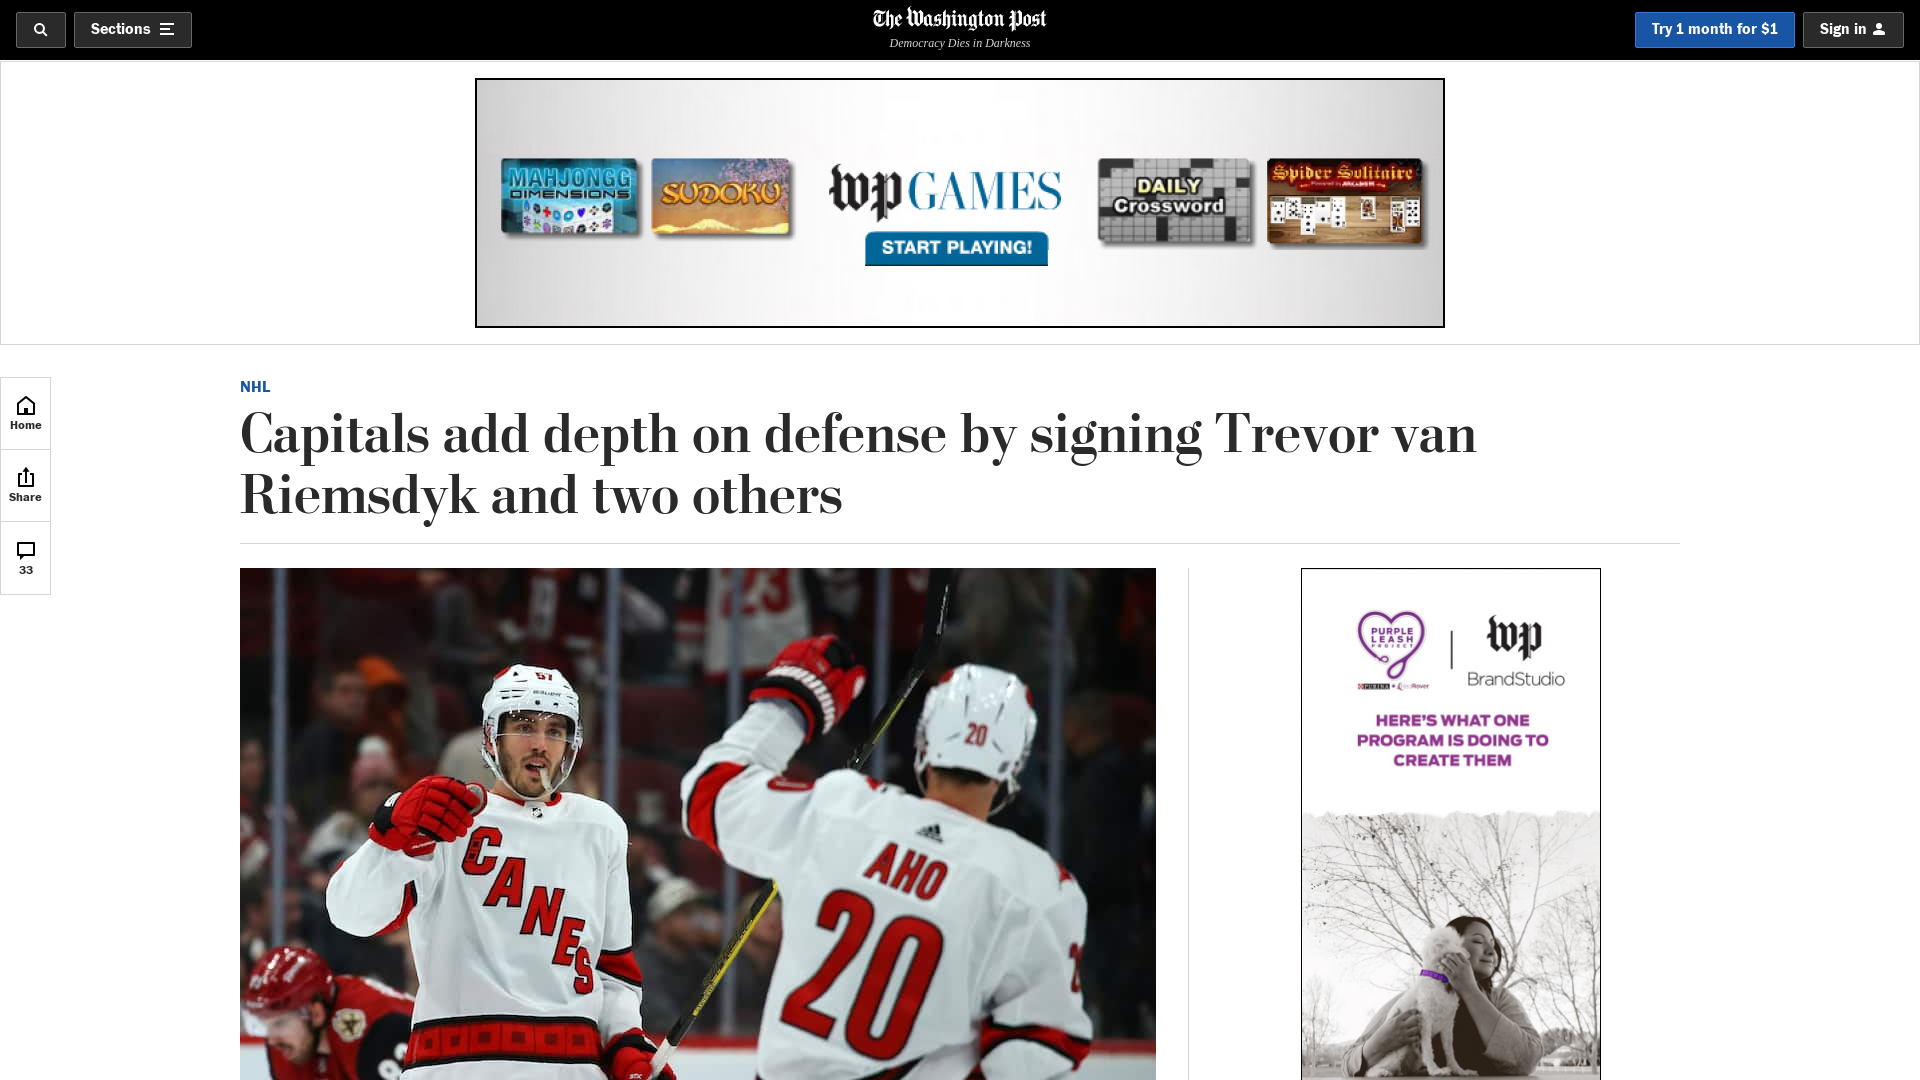 Sections
The Washington Post
Democracy Dies in Darkness
Try 1 month for $1
Sign in
MAHJONGG
DIMENSIONS
SUDOKU
wp GAMES
START PLAYING!
DAILY
Crossword
Spider Solitaire
Home
Share
33
NHL
Capitals add depth on defense by signing Trevor van
Riemsdyk and two others
57
BAUER
20
CANES
AHO
20
PURPLE
LEASH
PROJECT
PURINA
wp
BrandStudio
HERE'S WHAT ONE
PROGRAM IS DOING TO
CREATE THEM